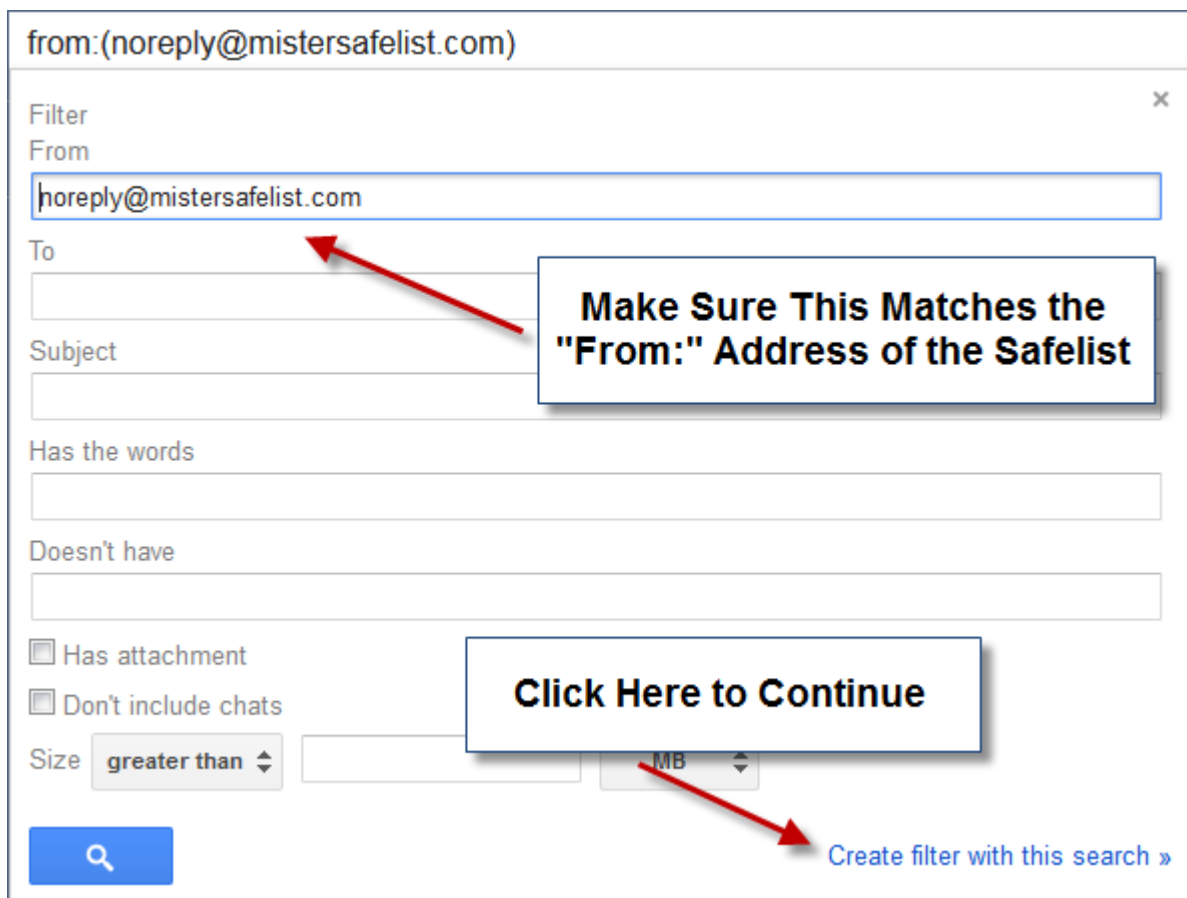 from:(noreply@mistersafelist.com)
×
Filter
From
noreply@mistersafelist.com
To
Make Sure This Matches the
"From:" Address of the Safelist
Subject
Has the words
Doesn't have
Has attachment
Click Here to Continue
Don't include chats
Size greater than MB
Create filter with this search »